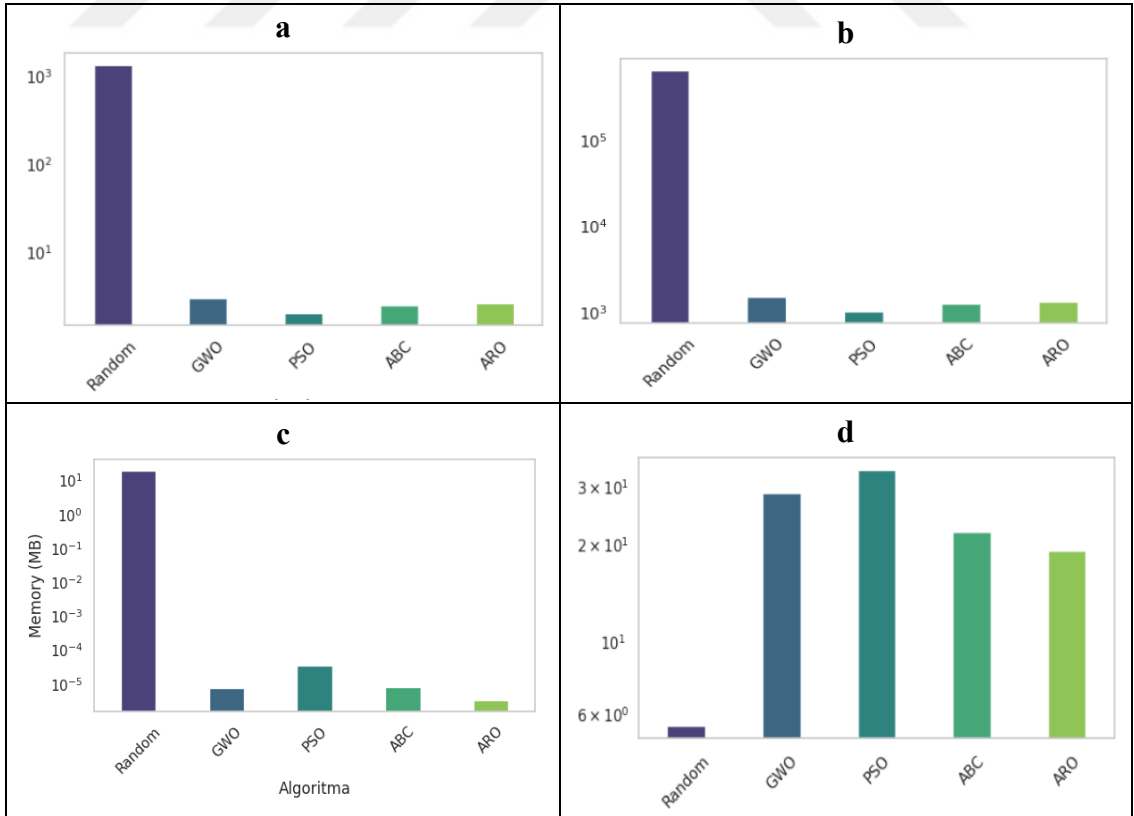 a
10³
10²
10¹
Random
GWO
PSO
ABC
ARO
b
10⁵
10⁴
10³
Random
GWO
PSO
ABC
ARO
c
Memory (MB)
10¹
10⁰
10⁻¹
10⁻²
10⁻³
10⁻⁴
10⁻⁵
Random
GWO
PSO
ABC
ARO
Algoritma
d
3 × 10¹
2 × 10¹
10¹
6 × 10⁰
Random
GWO
PSO
ABC
ARO